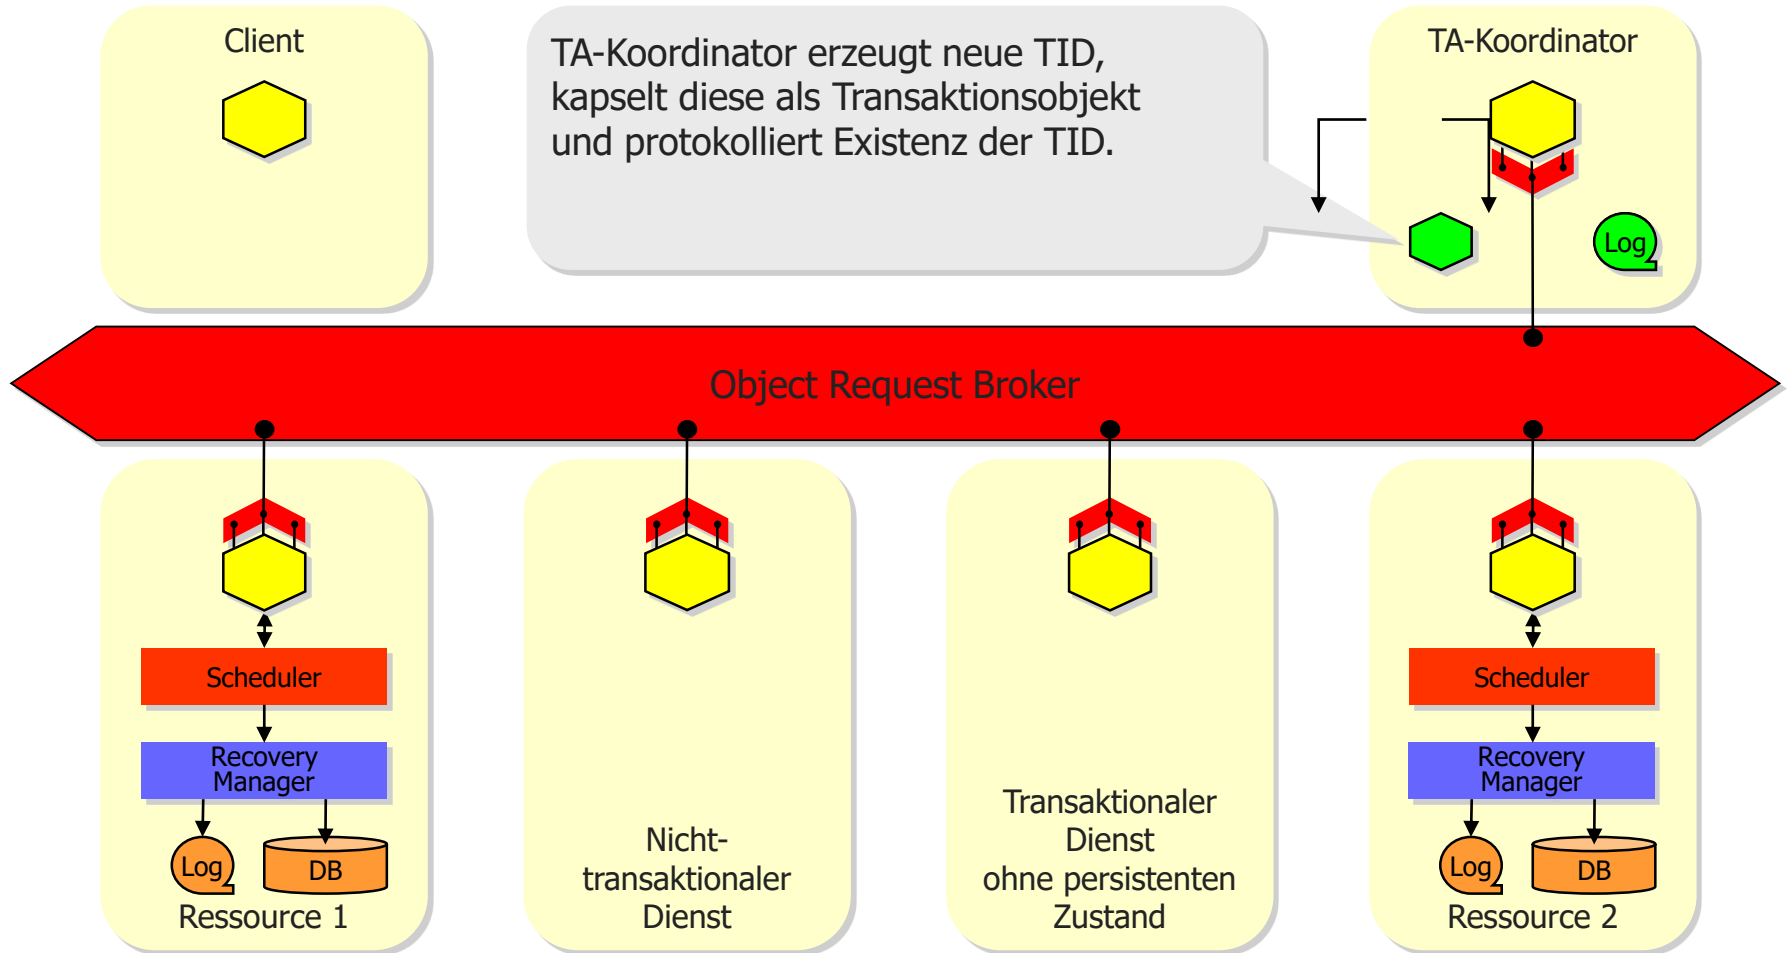 Client
TA-Koordinator erzeugt neue TID,
kapselt diese als Transaktionsobjekt
und protokolliert Existenz der TID.
TA-Koordinator
Log
Object Request Broker
Scheduler
Recovery
Manager
Log
DB
Ressource 1
Nicht-
transaktionaler
Dienst
Transaktionaler
Dienst
ohne persistenten
Zustand
Scheduler
Recovery
Manager
Log
DB
Ressource 2